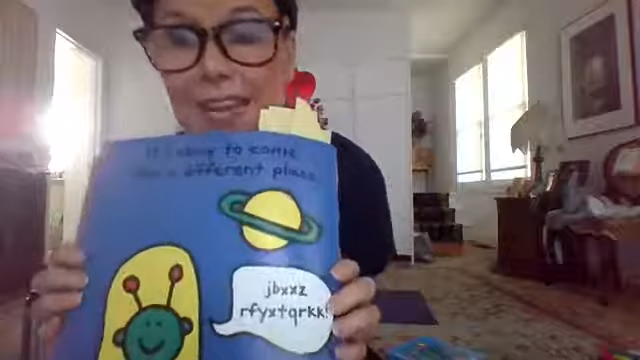 It's okay to come
from a different place.
jbxxz
rfyxtqrkk!